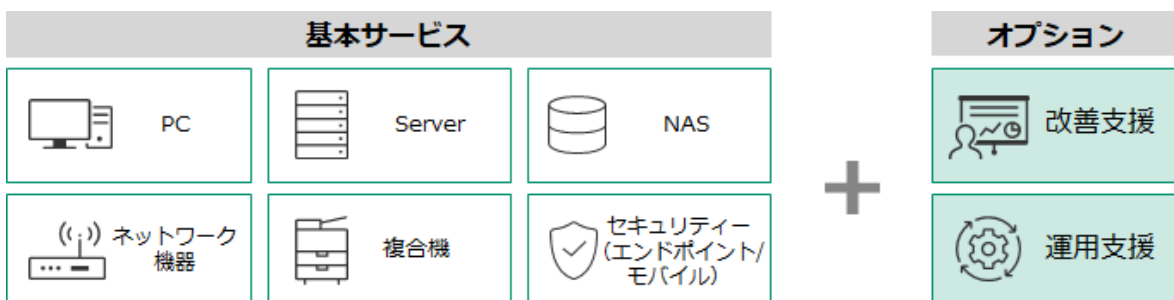 基本サービス
オプション
PC
Server
NAS
改善支援
ネットワーク
機器
複合機
セキュリティー
(エンドポイント/
モバイル)
運用支援